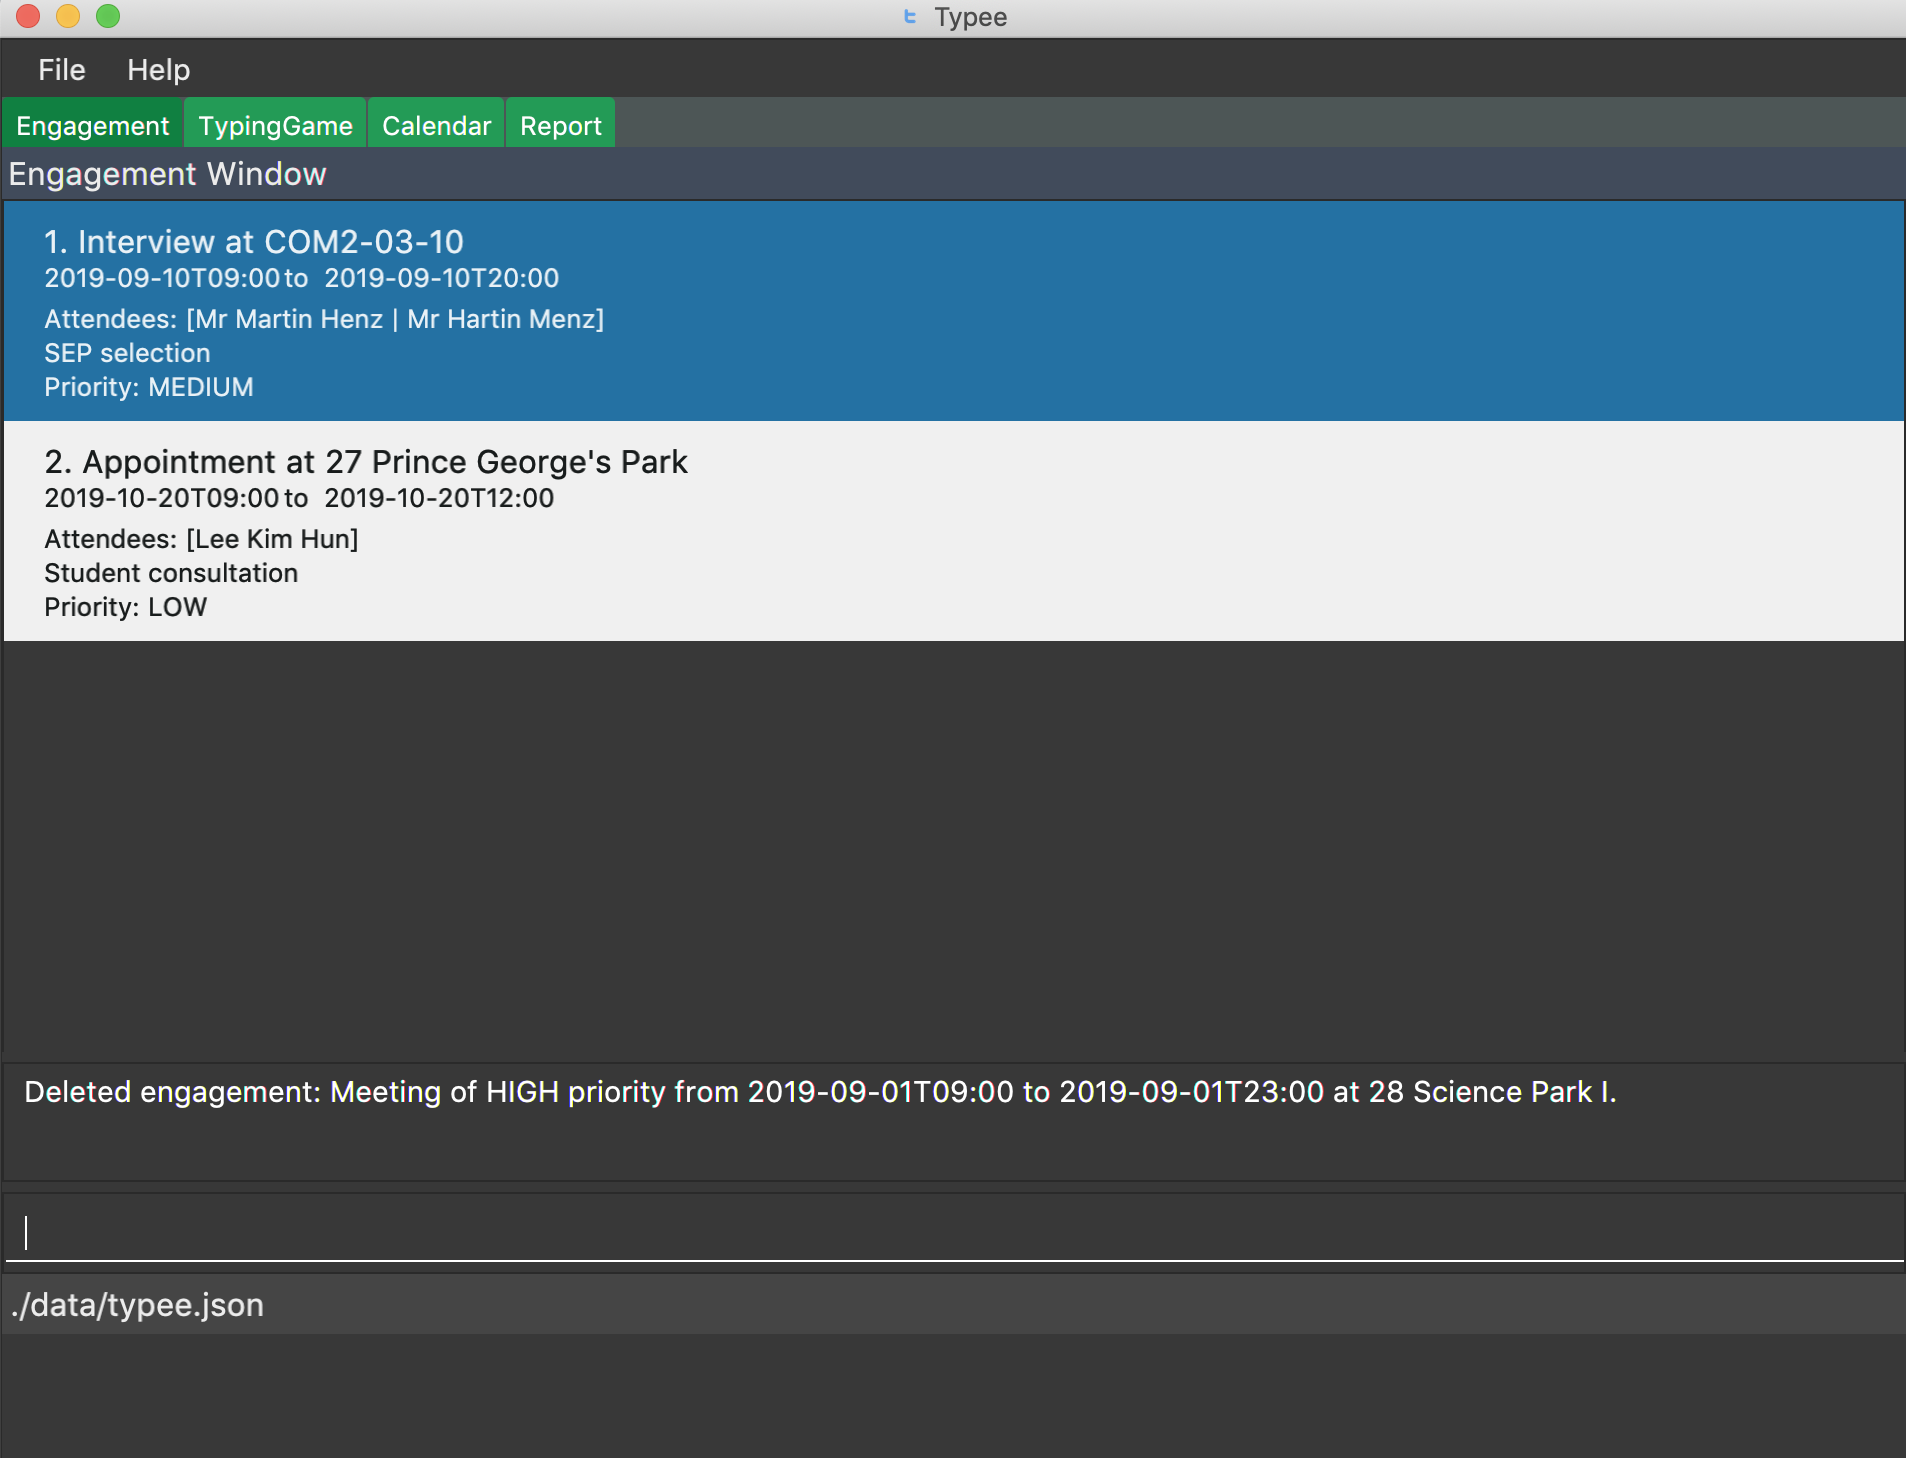 Typee
File Help
Engagement TypingGame Calendar Report
Engagement Window
1. Interview at COM2-03-10
2019-09-10T09:00 to 2019-09-10T20:00
Attendees: [Mr Martin Henz | Mr Hartin Menz]
SEP selection
Priority: MEDIUM
2. Appointment at 27 Prince George's Park
2019-10-20T09:00 to 2019-10-20T12:00
Attendees: [Lee Kim Hun]
Student consultation
Priority: LOW
Deleted engagement: Meeting of HIGH priority from 2019-09-01T09:00 to 2019-09-01T23:00 at 28 Science Park I.
./data/typee.json